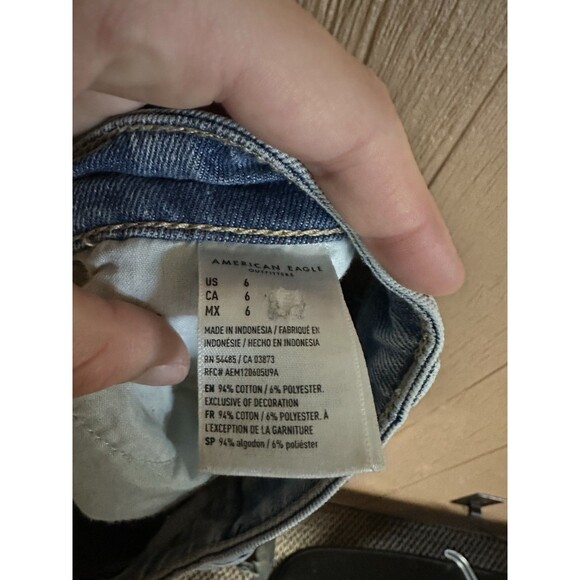 AMERICAN EAGLE
OUTFITTERS
US 6
CA 6
MX 6
MADE IN INDONESIA / FABRIQUÉ EN
INDONÉSIE / HECHO EN INDONESIA
RN 54485 / CA 03873
RFC# AEM120605U9A
EN 94% COTTON / 6% POLYESTER.
EXCLUSIVE OF DECORATION
FR 94% COTON / 6% POLYESTER. À
L'EXCEPTION DE LA GARNITURE
SP 94% algodon / 6% poliéster